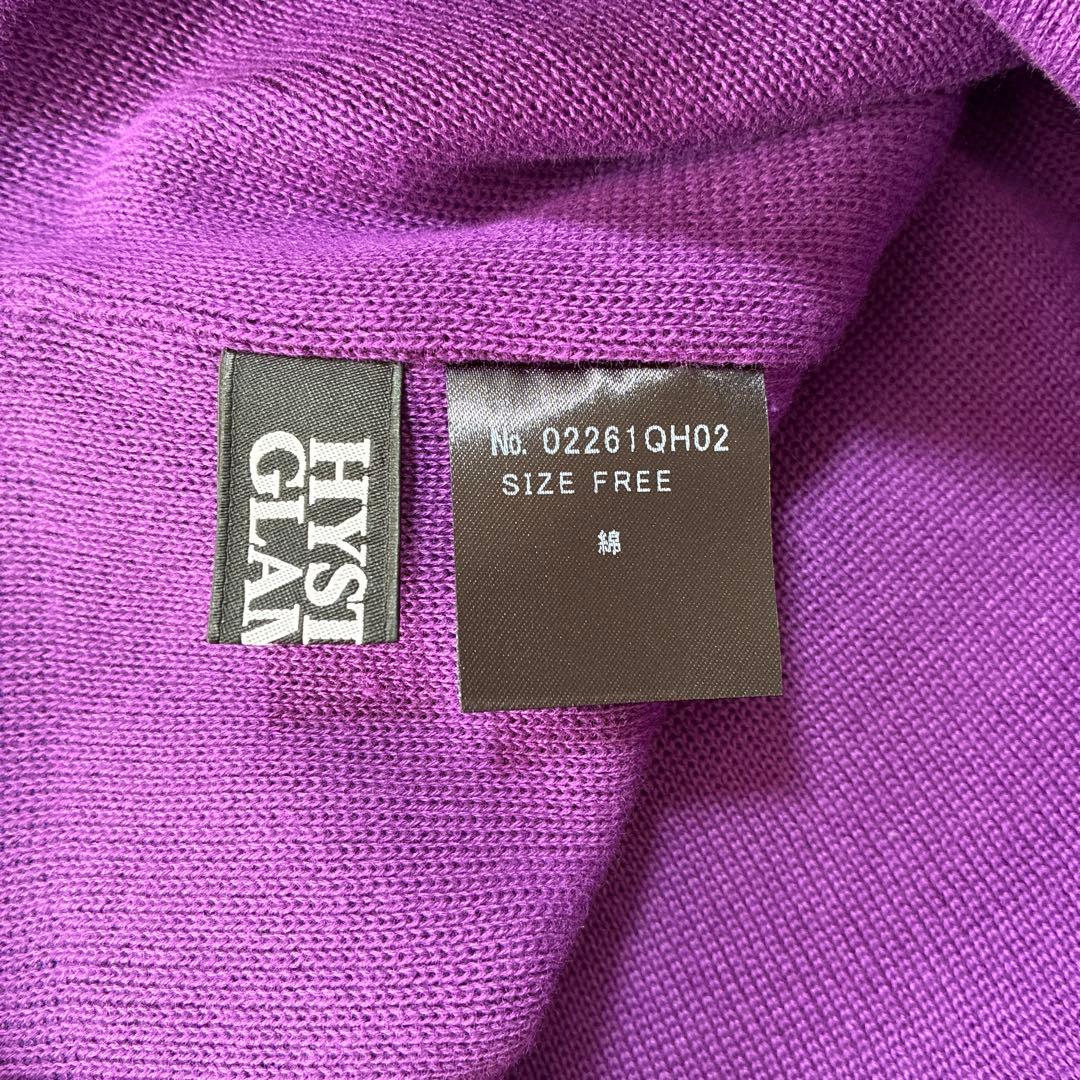 HYST
GLAM
No. 02261QH02
SIZE FREE
綿